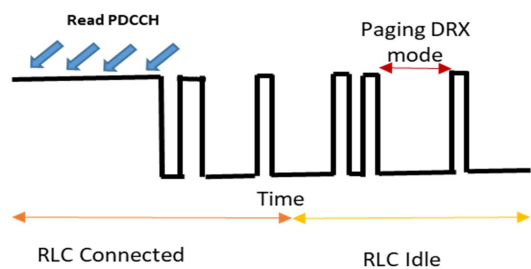 Read PDCCH
Paging DRX
mode
Time
RLC Connected
RLC Idle